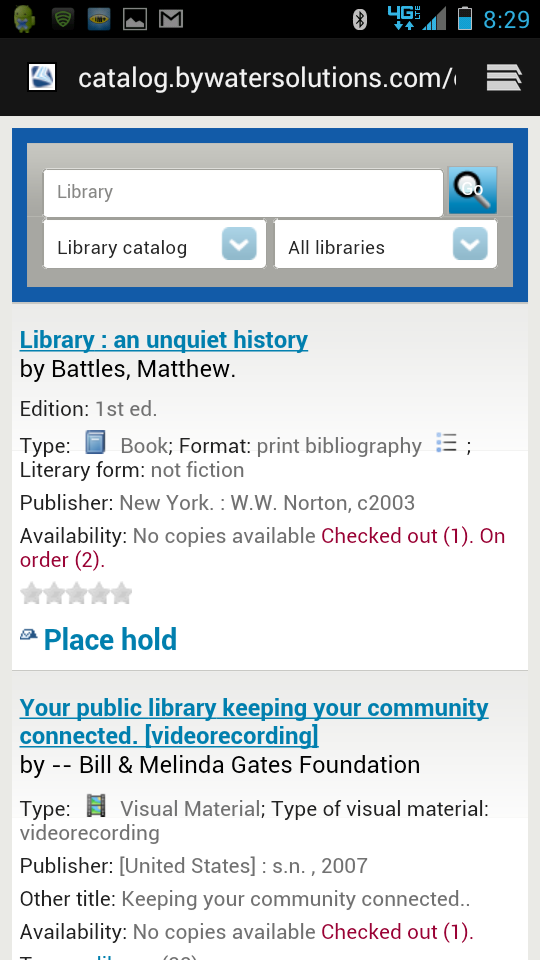 4G LTE 8:29
catalog.bywatersolutions.com/
Library
Go
Library catalog All libraries
Library : an unquiet history
by Battles, Matthew.
Edition: 1st ed.
Type: Book; Format: print bibliography ;
Literary form: not fiction
Publisher: New York. : W.W. Norton, c2003
Availability: No copies available Checked out (1). On
order (2).
Place hold
Your public library keeping your community
connected. [videorecording]
by -- Bill & Melinda Gates Foundation
Type: Visual Material; Type of visual material:
videorecording
Publisher: [United States] : s.n. , 2007
Other title: Keeping your community connected..
Availability: No copies available Checked out (1).